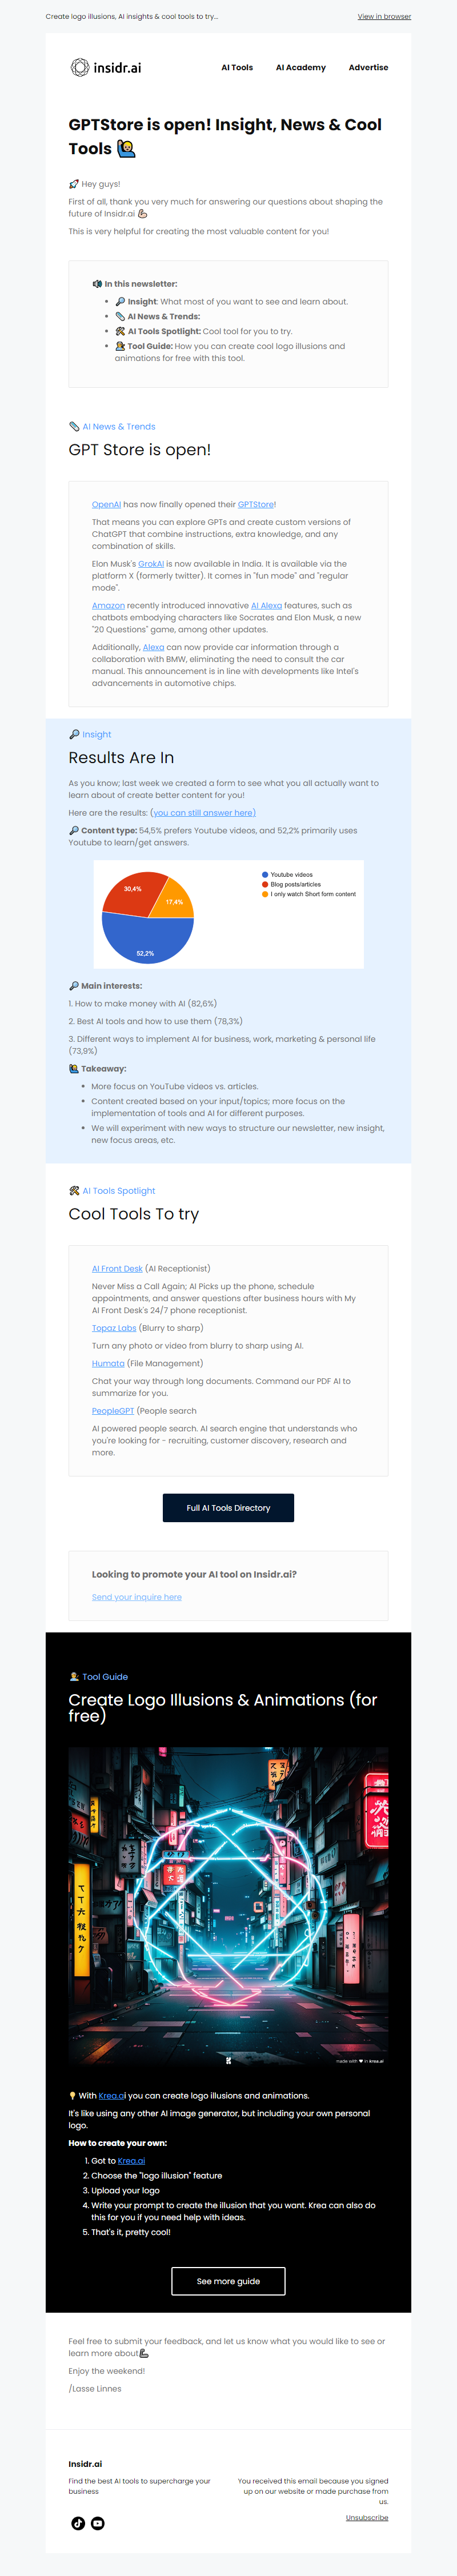 Create logo illusions, AI insights & cool tools to try...
View in browser
insidr.ai
AI Tools
AI Academy
Advertise
GPTStore is open! Insight, News & Cool
Tools
Hey guys!
First of all, thank you very much for answering our questions about shaping the
future of Insidr.ai
This is very helpful for creating the most valuable content for you!
In this newsletter:
• Insight: What most of you want to see and learn about.
• AI News & Trends:
• AI Tools Spotlight: Cool tool for you to try.
• Tool Guide: How you can create cool logo illusions and
animations for free with this tool.
AI News & Trends
GPT Store is open!
OpenAI has now finally opened their GPTStore!
That means you can explore GPTs and create custom versions of
ChatGPT that combine instructions, extra knowledge, and any
combination of skills.
Elon Musk's GrokAI is now available in India. It is available via the
platform X (formerly twitter). It comes in "fun mode" and "regular
mode".
Amazon recently introduced innovative AI Alexa features, such as
chatbots embodying characters like Socrates and Elon Musk, a new
"20 Questions" game, among other updates.
Additionally, Alexa can now provide car information through a
collaboration with BMW, eliminating the need to consult the car
manual. This announcement is in line with developments like Intel's
advancements in automotive chips.
Insight
Results Are In
As you know; last week we created a form to see what you all actually want to
learn about of create better content for you!
Here are the results: (you can still answer here)
Content type: 54,5% prefers Youtube videos, and 52,2% primarily uses
Youtube to learn/get answers.
Youtube videos
Blog posts/articles
I only watch Short form content
30,4%
17,4%
52,2%
Main interests:
1. How to make money with AI (82,6%)
2. Best AI tools and how to use them (78,3%)
3. Different ways to implement AI for business, work, marketing & personal life
(73,9%)
Takeaway:
• More focus on YouTube videos vs. articles.
• Content created based on your input/topics; more focus on the
implementation of tools and AI for different purposes.
• We will experiment with new ways to structure our newsletter, new insight,
new focus areas, etc.
AI Tools Spotlight
Cool Tools To try
AI Front Desk (AI Receptionist)
Never Miss a Call Again; AI Picks up the phone, schedule
appointments, and answer questions after business hours with My
AI Front Desk's 24/7 phone receptionist.
Topaz Labs (Blurry to sharp)
Turn any photo or video from blurry to sharp using AI.
Humata (File Management)
Chat your way through long documents. Command our PDF AI to
summarize for you.
PeopleGPT (People search
AI powered people search. AI search engine that understands who
you're looking for - recruiting, customer discovery, research and
more.
Full AI Tools Directory
Looking to promote your AI tool on Insidr.ai?
Send your inquire here
Tool Guide
Create Logo Illusions & Animations (for
free)
made with ❤ in krea.ai
With Krea.ai you can create logo illusions and animations.
It's like using any other AI image generator, but including your own personal
logo.
How to create your own:
1. Got to Krea.ai
2. Choose the "logo illusion" feature
3. Upload your logo
4. Write your prompt to create the illusion that you want. Krea can also do
this for you if you need help with ideas.
5. That's it, pretty cool!
See more guide
Feel free to submit your feedback, and let us know what you would like to see or
learn more about
Enjoy the weekend!
/Lasse Linnes
Insidr.ai
Find the best AI tools to supercharge your
business
You received this email because you signed
up on our website or made purchase from
us.
Unsubscribe